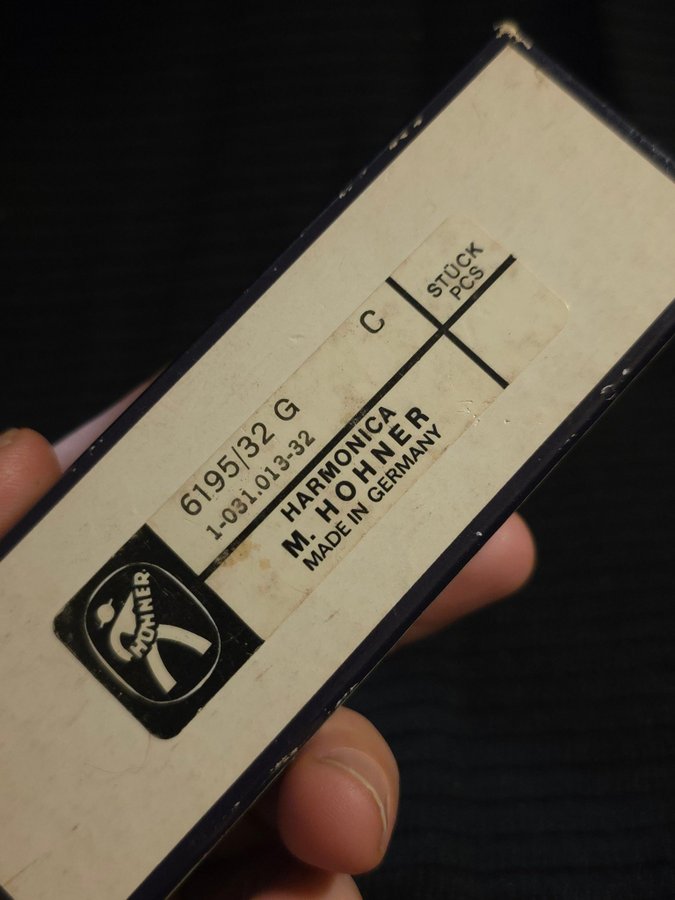 6195/32 G
C
1-031.013-32
STÜCK
PCS
HARMONICA
M. HOHNER
MADE IN GERMANY
HOHNER